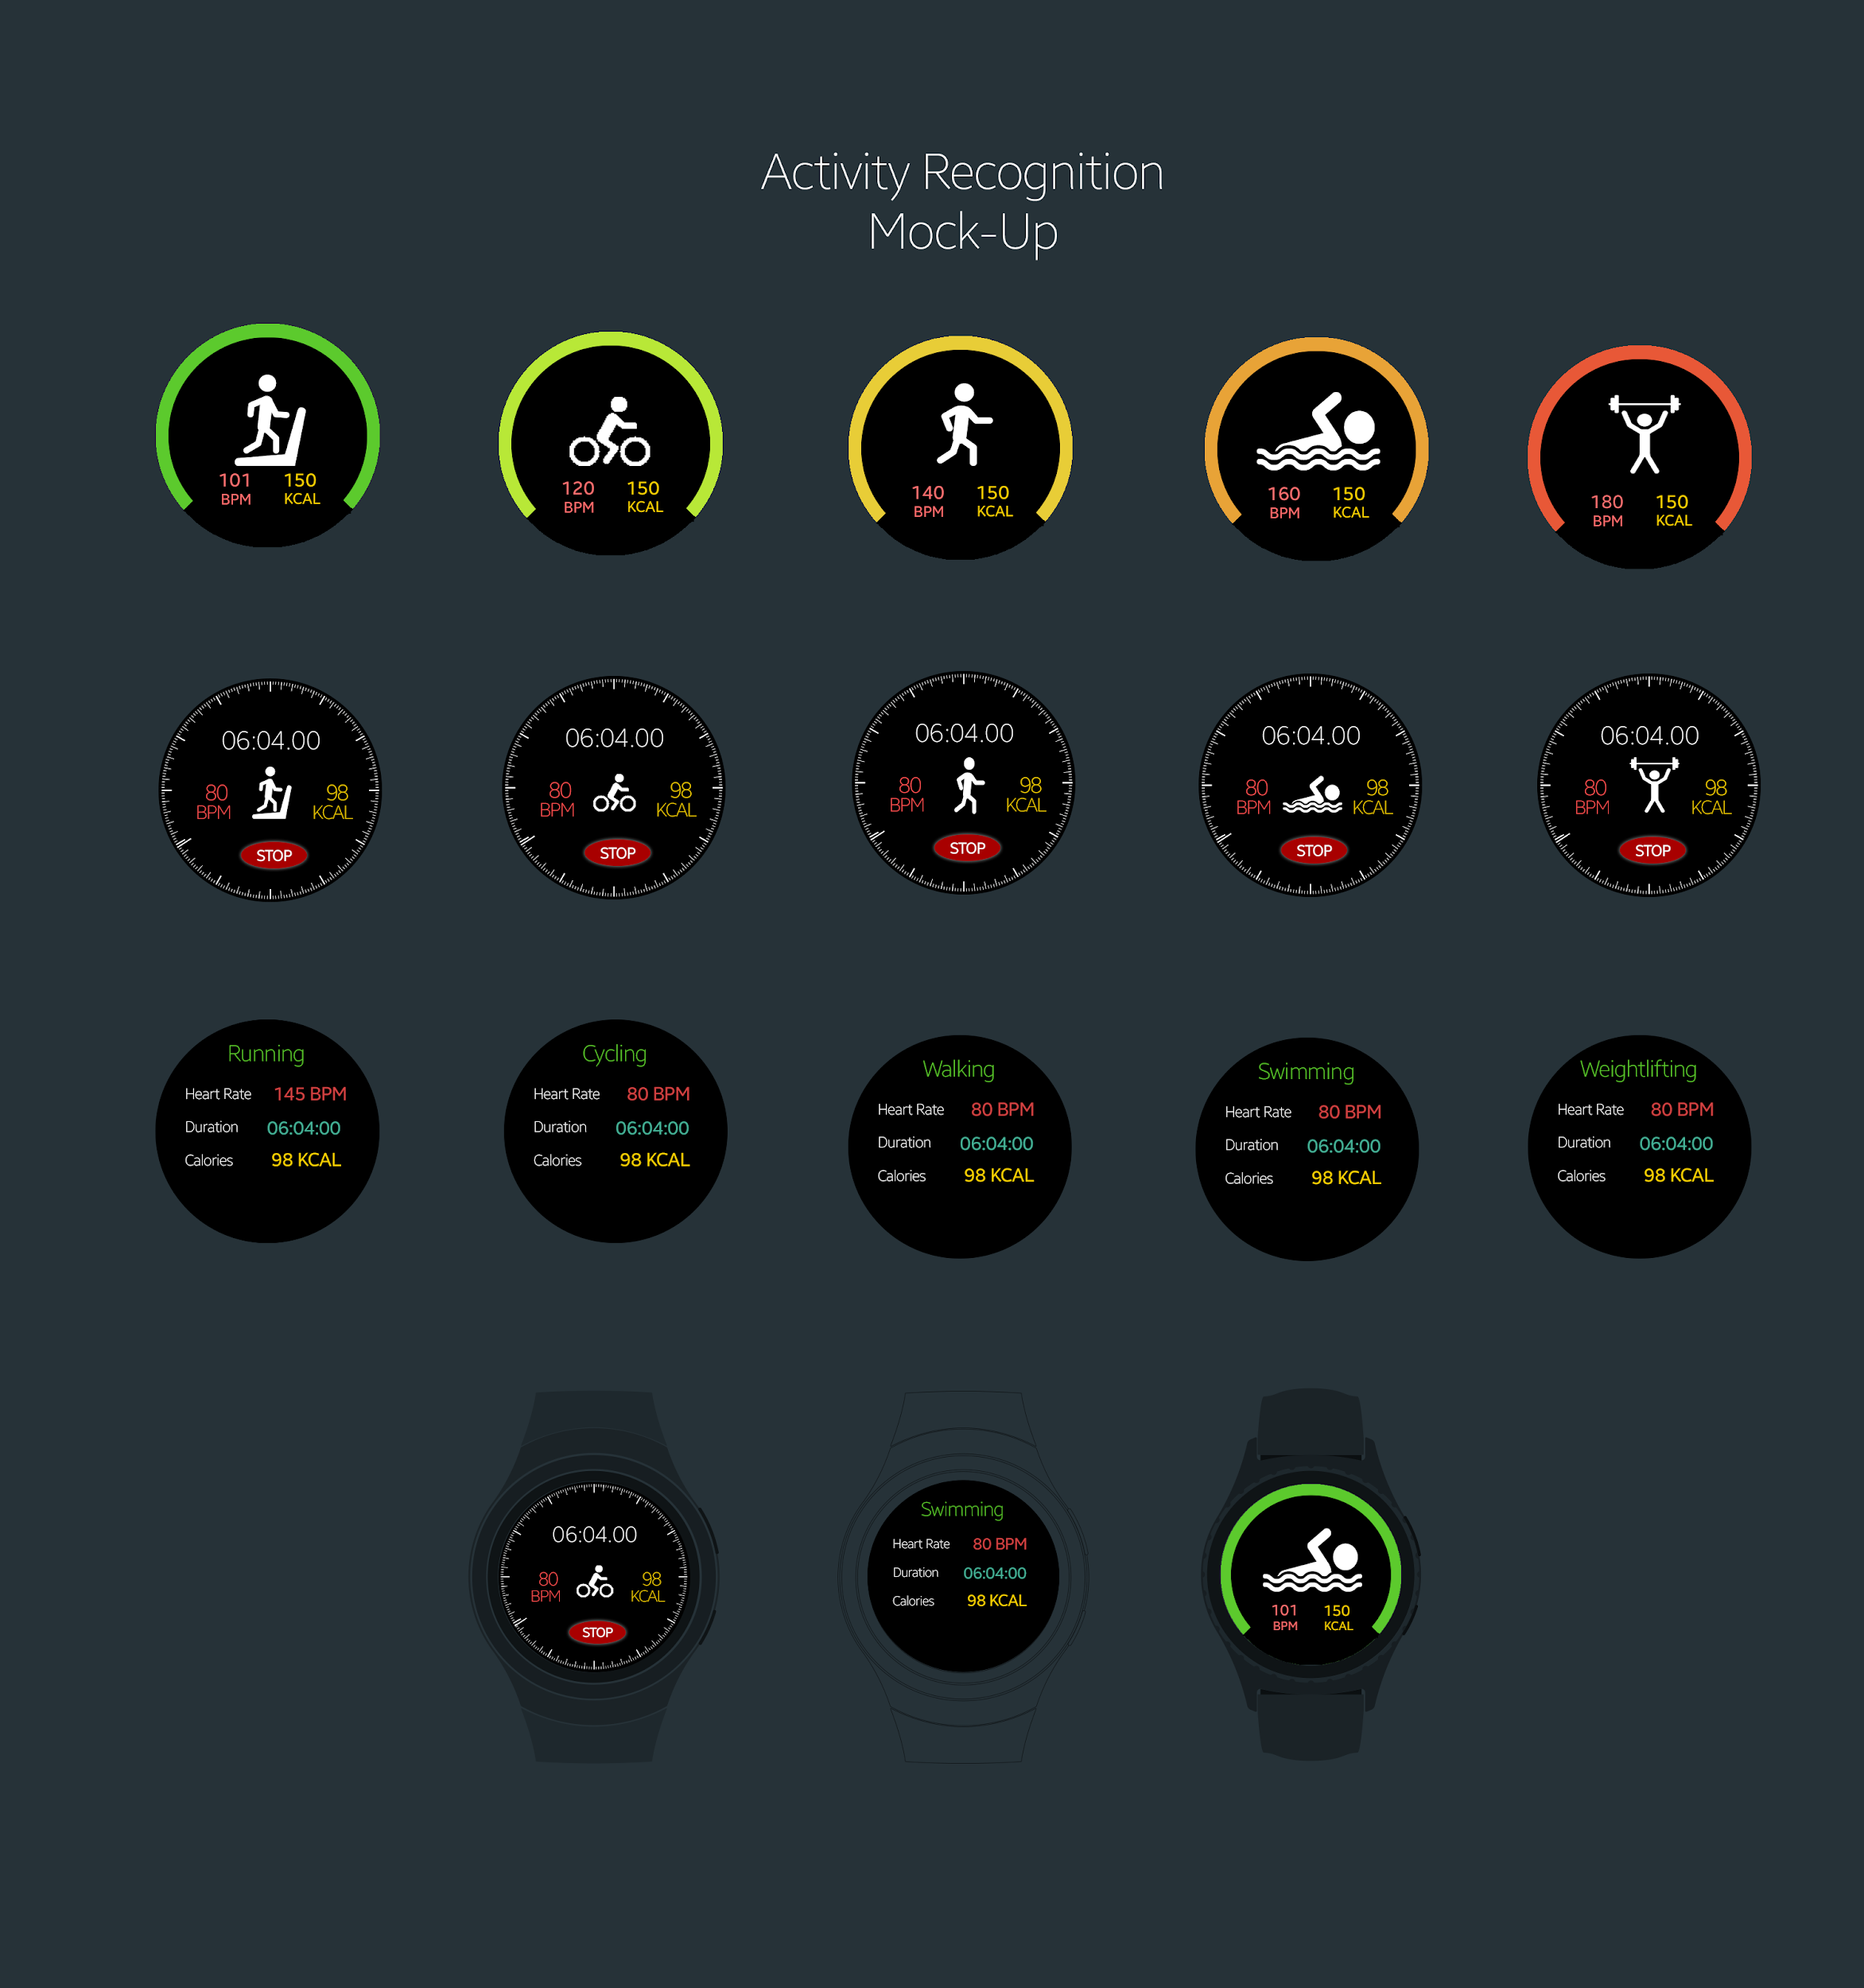 Activity Recognition
Mock-Up
101 150
BPM KCAL
120 150
BPM KCAL
140 150
BPM KCAL
160 150
BPM KCAL
180 150
BPM KCAL
06:04.00
80 98
BPM KCAL
STOP
06:04.00
80 98
BPM KCAL
STOP
06:04.00
80 98
BPM KCAL
STOP
06:04.00
80 98
BPM KCAL
STOP
06:04.00
80 98
BPM KCAL
STOP
Running
Heart Rate 145 BPM
Duration 06:04:00
Calories 98 KCAL
Cycling
Heart Rate 80 BPM
Duration 06:04:00
Calories 98 KCAL
Walking
Heart Rate 80 BPM
Duration 06:04:00
Calories 98 KCAL
Swimming
Heart Rate 80 BPM
Duration 06:04:00
Calories 98 KCAL
Weightlifting
Heart Rate 80 BPM
Duration 06:04:00
Calories 98 KCAL
06:04.00
80 98
BPM KCAL
STOP
Swimming
Heart Rate 80 BPM
Duration 06:04:00
Calories 98 KCAL
101 150
BPM KCAL